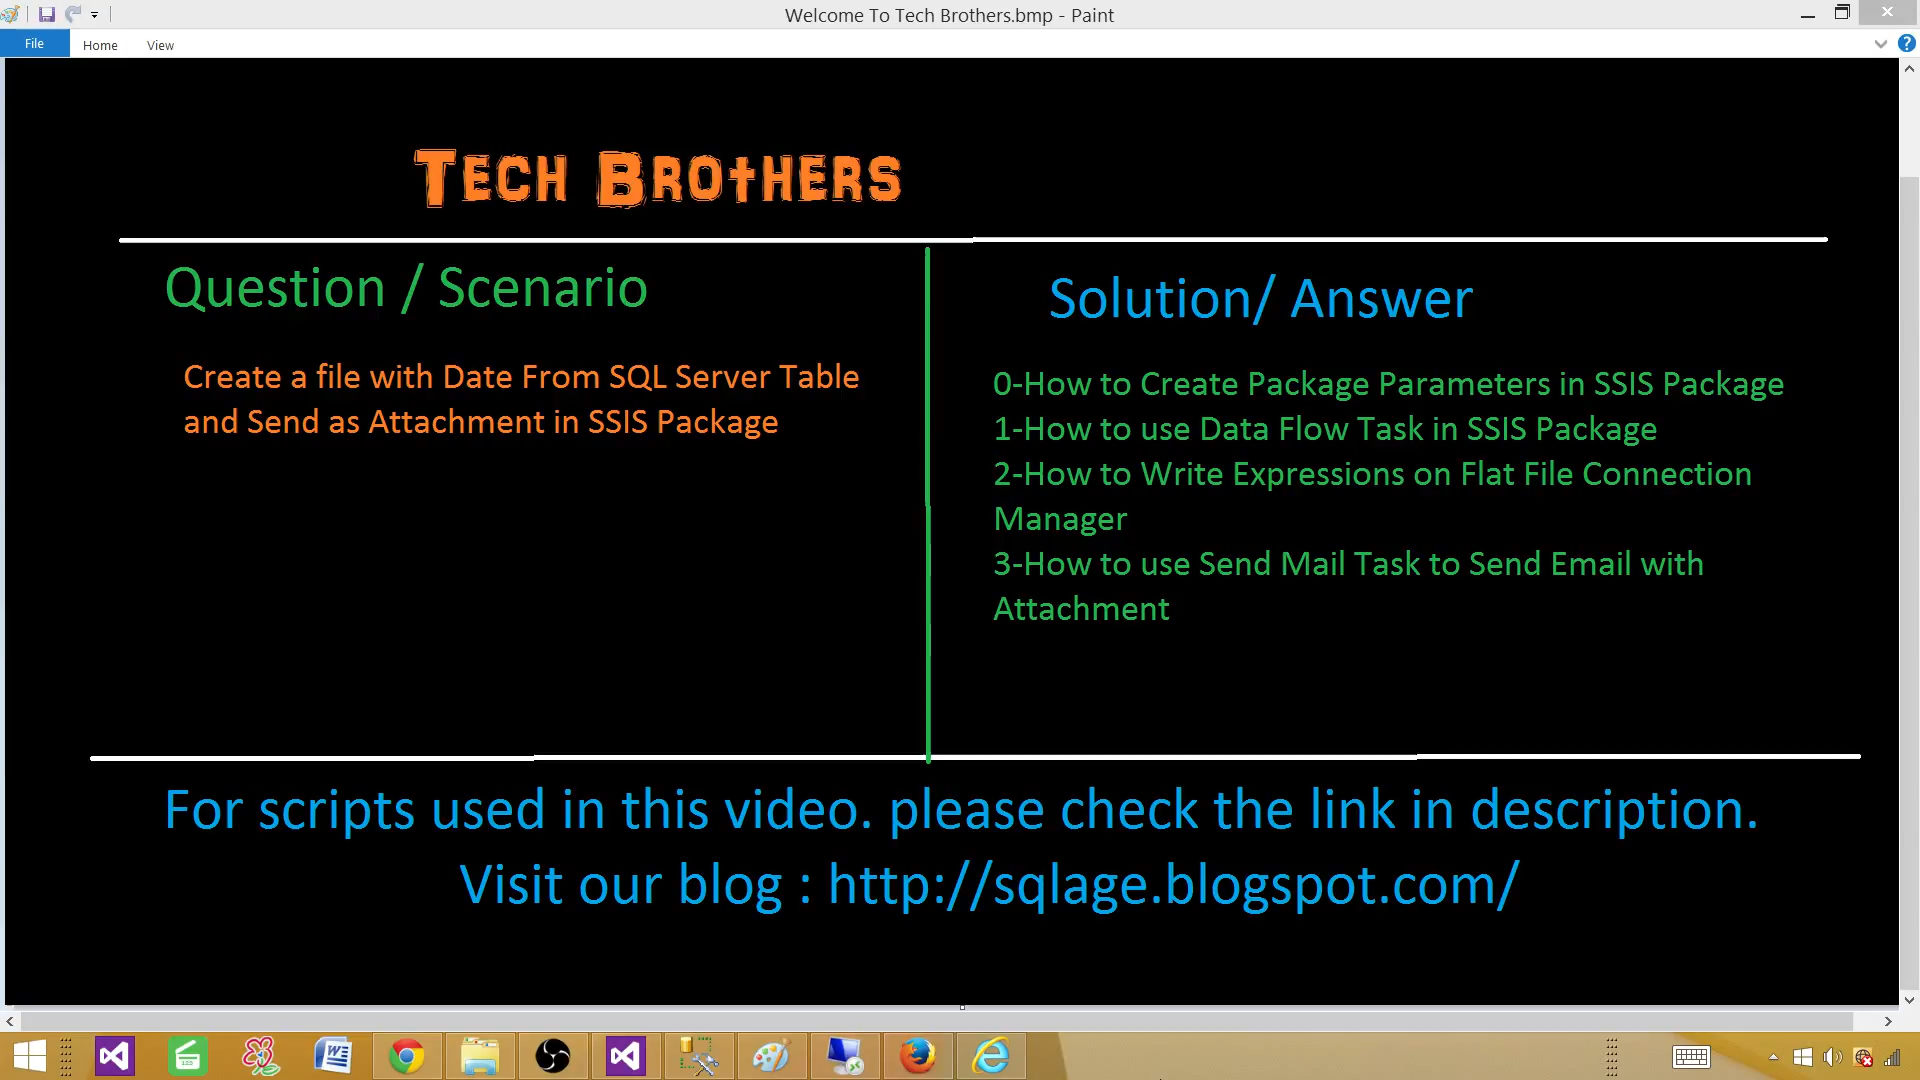 Welcome To Tech Brothers.bmp - Paint
File Home View
TECH BROTHERS
Question / Scenario
Create a file with Date From SQL Server Table
and Send as Attachment in SSIS Package
Solution/ Answer
0-How to Create Package Parameters in SSIS Package
1-How to use Data Flow Task in SSIS Package
2-How to Write Expressions on Flat File Connection
Manager
3-How to use Send Mail Task to Send Email with
Attachment
For scripts used in this video. please check the link in description.
Visit our blog : http://sqlage.blogspot.com/